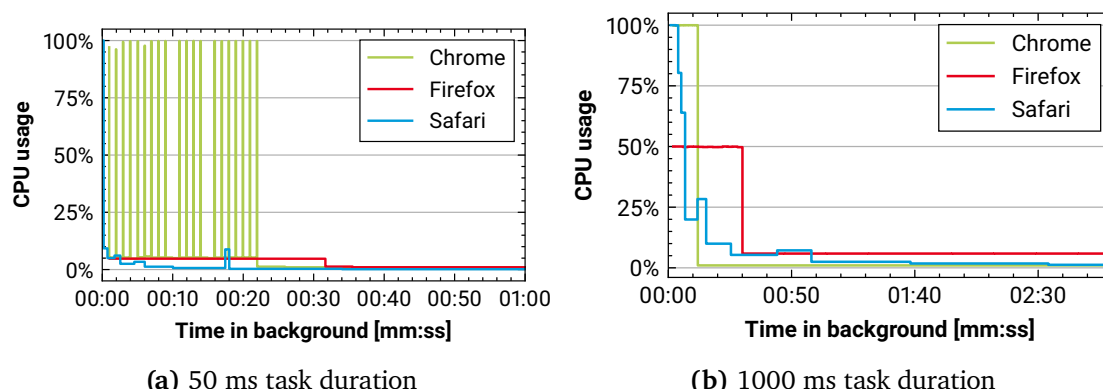 100%
75%
50%
25%
0%
CPU usage
Chrome
Firefox
Safari
00:00 00:10 00:20 00:30 00:40 00:50 01:00
Time in background [mm:ss]
(a) 50 ms task duration
100%
75%
50%
25%
0%
CPU usage
Chrome
Firefox
Safari
00:00 00:50 01:40 02:30
Time in background [mm:ss]
(b) 1000 ms task duration